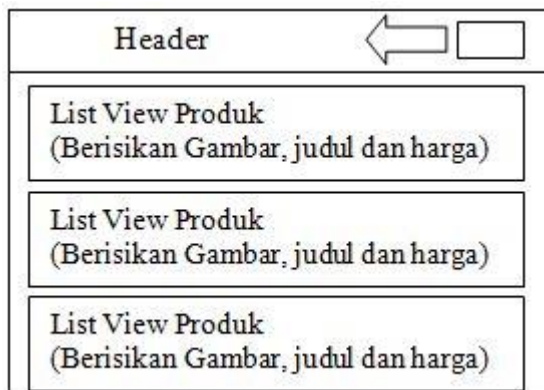 Header
List View Produk
(Berisikan Gambar, judul dan harga)
List View Produk
(Berisikan Gambar, judul dan harga)
List View Produk
(Berisikan Gambar, judul dan harga)